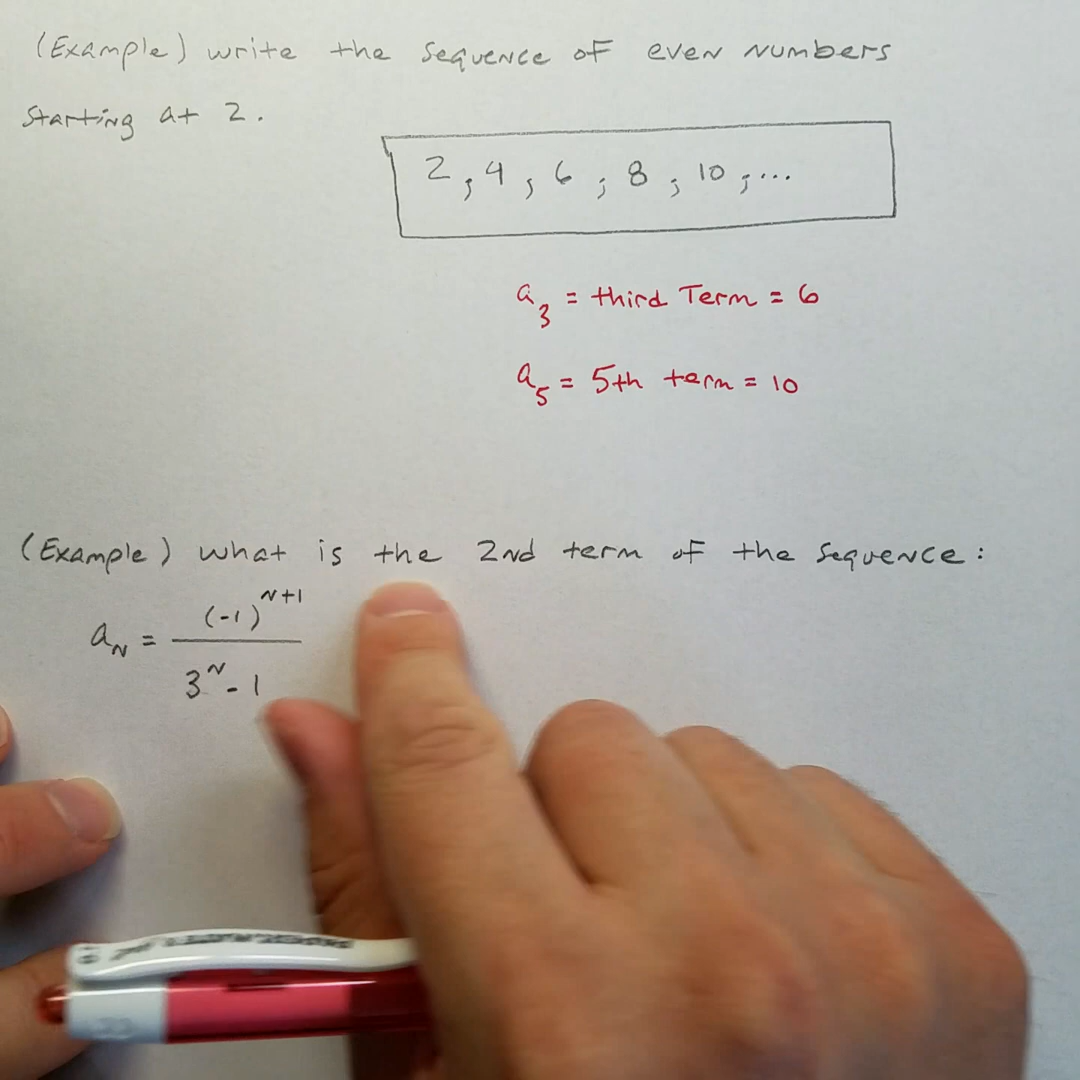 (Example) write the sequence of even numbers
starting at 2.
2, 4, 6, 8, 10, ...
a₃ = third Term = 6
a₅ = 5th term = 10
(Example) what is the 2nd term of the sequence:
aₙ = (-1)ⁿ⁺¹ / 3ⁿ - 1